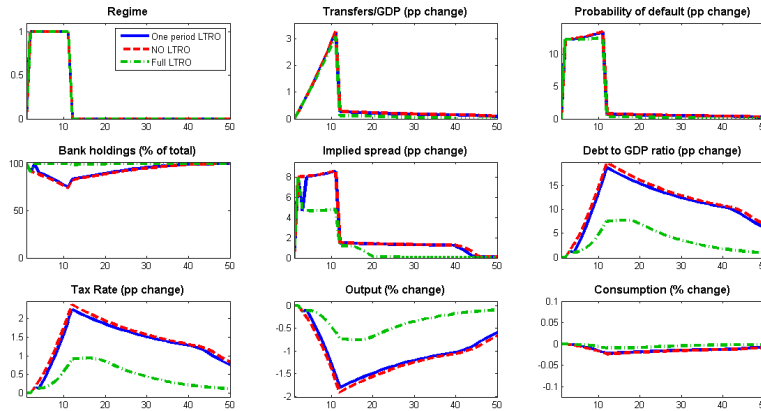 Regime
Transfers/GDP (pp change)
Probability of default (pp change)
1
0.5
0
10 20 30 40 50
One period LTRO
NO LTRO
Full LTRO
3
2
1
0
10 20 30 40 50
10
5
0
10 20 30 40 50
Bank holdings (% of total)
Implied spread (pp change)
Debt to GDP ratio (pp change)
100
50
0
10 20 30 40 50
8
6
4
2
0
10 20 30 40 50
15
10
5
0
10 20 30 40 50
Tax Rate (pp change)
Output (% change)
Consumption (% change)
2
1.5
1
0.5
0
10 20 30 40 50
0
-0.5
-1
-1.5
-2
10 20 30 40 50
0.1
0.05
0
-0.05
-0.1
10 20 30 40 50